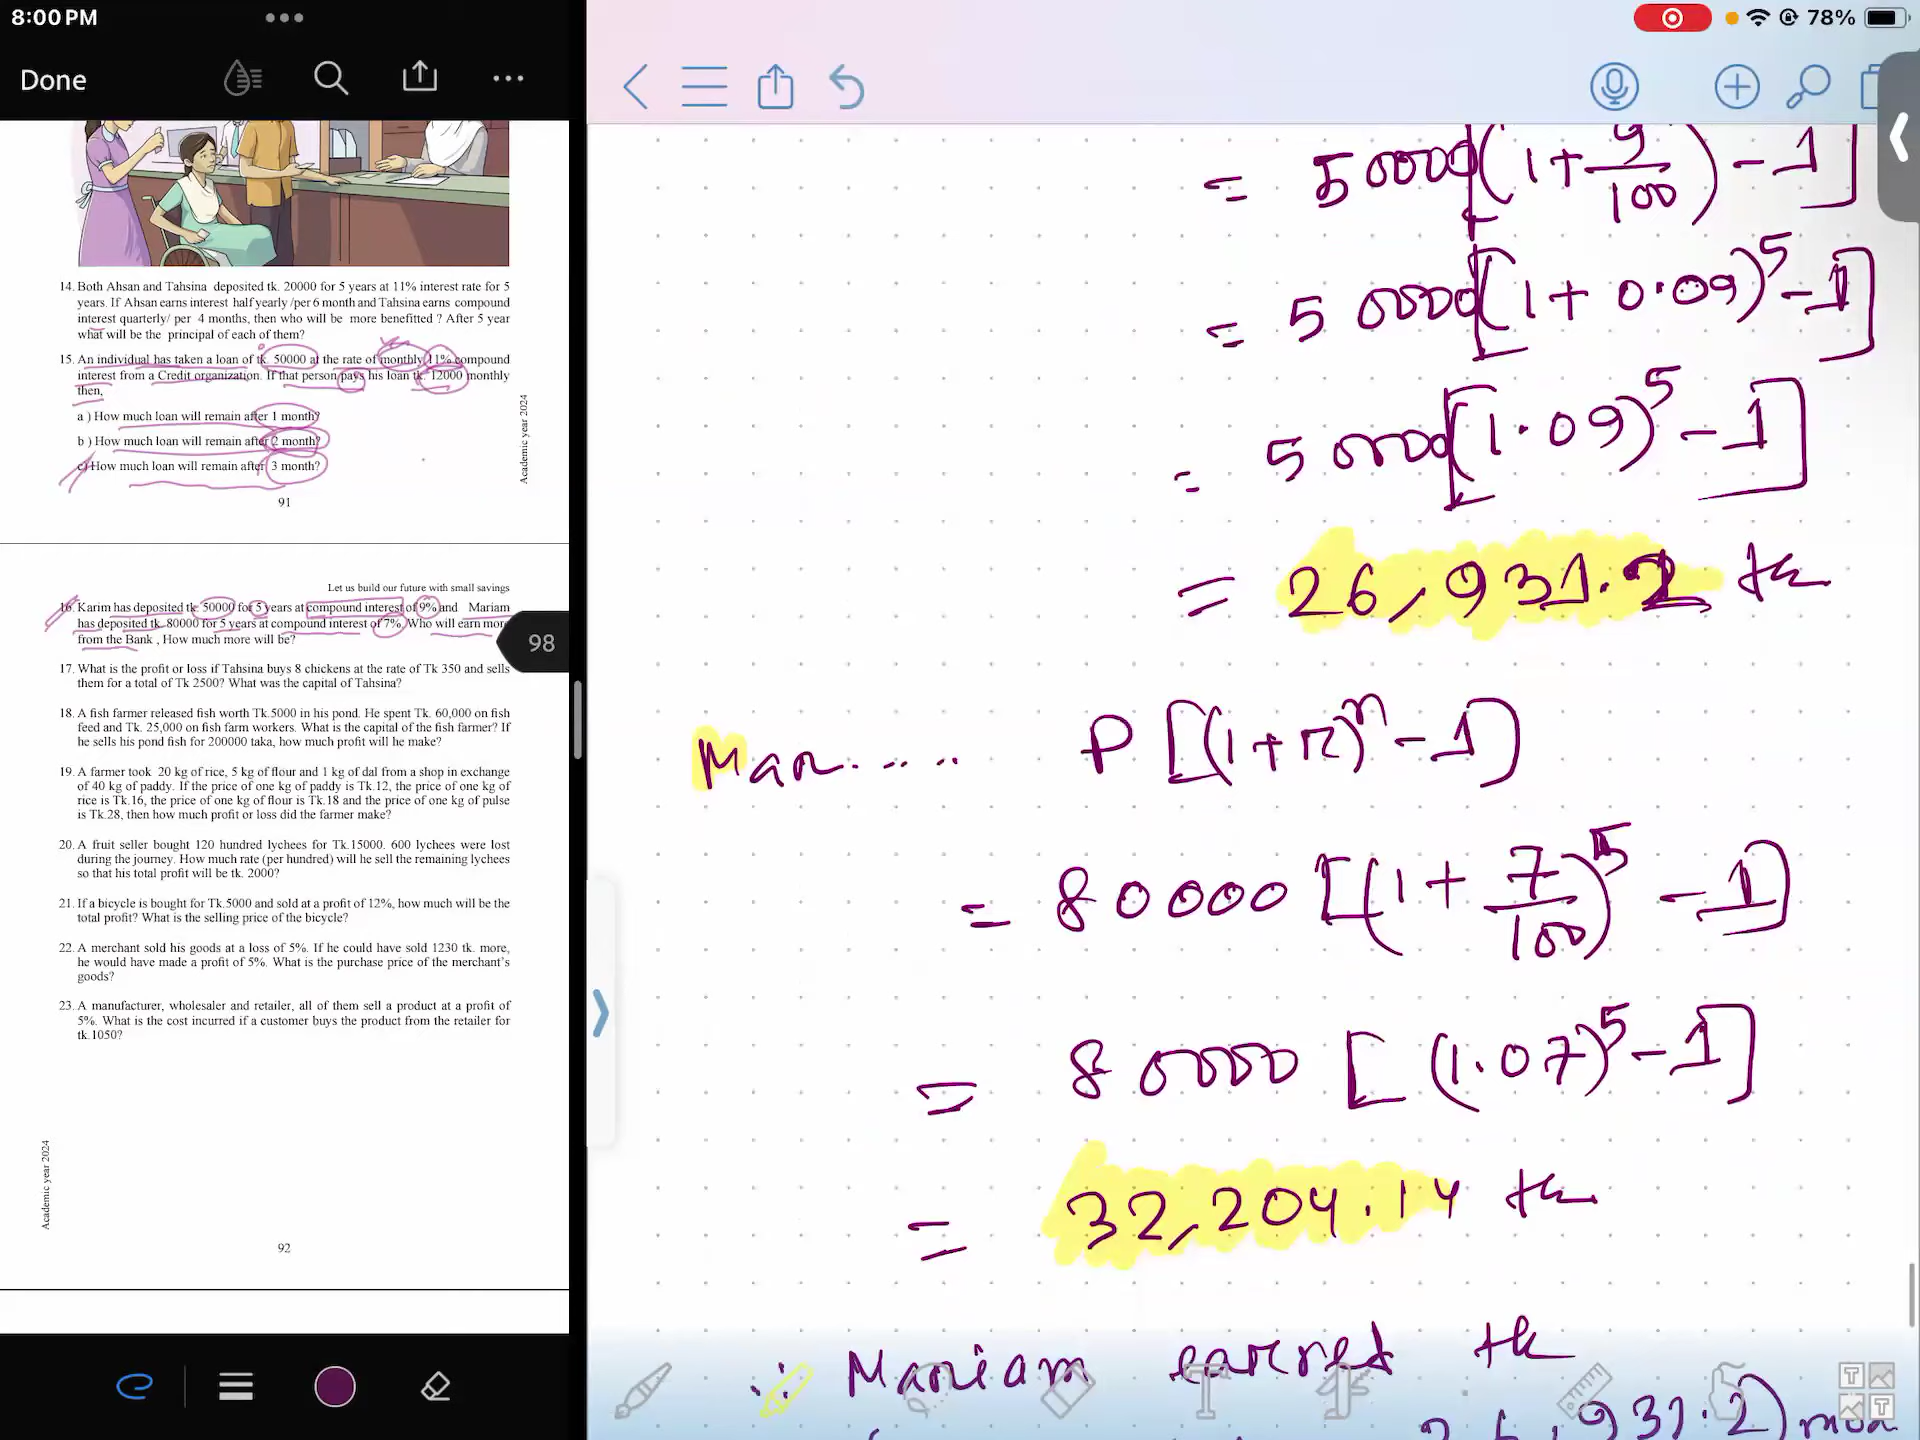 8:00 PM
78%
Done
14. Both Ahsan and Tahsina deposited tk. 20000 for 5 years at 11% interest rate for 5
years. If Ahsan earns interest half yearly /per 6 month and Tahsina earns compound
interest quarterly/ per 4 months, then who will be more benefitted ? After 5 year
what will be the principal of each of them?
15. An individual has taken a loan of tk. 50000 at the rate of monthly 11% compound
interest from a Credit organization. If that person pays his loan tk. 12000 monthly
then,
a ) How much loan will remain after 1 month?
b ) How much loan will remain after 2 month?
c) How much loan will remain after 3 month?
Academic year 2024
91
Let us build our future with small savings
16. Karim has deposited tk. 50000 for 5 years at compound interest of 9% and Mariam
has deposited tk. 80000 for 5 years at compound interest of 7%. Who will earn more
from the Bank , How much more will be?
98
17. What is the profit or loss if Tahsina buys 8 chickens at the rate of Tk 350 and sells
them for a total of Tk 2500? What was the capital of Tahsina?
18. A fish farmer released fish worth Tk.5000 in his pond. He spent Tk. 60,000 on fish
feed and Tk. 25,000 on fish farm workers. What is the capital of the fish farmer? If
he sells his pond fish for 200000 taka, how much profit will he make?
19. A farmer took 20 kg of rice, 5 kg of flour and 1 kg of dal from a shop in exchange
of 40 kg of paddy. If the price of one kg of paddy is Tk.12, the price of one kg of
rice is Tk.16, the price of one kg of flour is Tk.18 and the price of one kg of pulse
is Tk.28, then how much profit or loss did the farmer make?
20. A fruit seller bought 120 hundred lychees for Tk.15000. 600 lychees were lost
during the journey. How much rate (per hundred) will he sell the remaining lychees
so that his total profit will be tk. 2000?
21. If a bicycle is bought for Tk.5000 and sold at a profit of 12%, how much will be the
total profit? What is the selling price of the bicycle?
22. A merchant sold his goods at a loss of 5%. If he could have sold 1230 tk. more,
he would have made a profit of 5%. What is the purchase price of the merchant's
goods?
23. A manufacturer, wholesaler and retailer, all of them sell a product at a profit of
5%. What is the cost incurred if a customer buys the product from the retailer for
tk.1050?
Academic year 2024
92
= 50000[(1+9/100) - 1]
= 50000[(1 + 0.09)^5 - 1]
= 50000[(1.09)^5 - 1]
= 26,931.2 tk
Mar..... P[(1+r)^n - 1]
= 80000 [(1 + 7/100)^5 - 1]
= 80000 [(1.07)^5 - 1]
= 32,204.14 tk
∴ Mariam earned tk
26,931.2) more